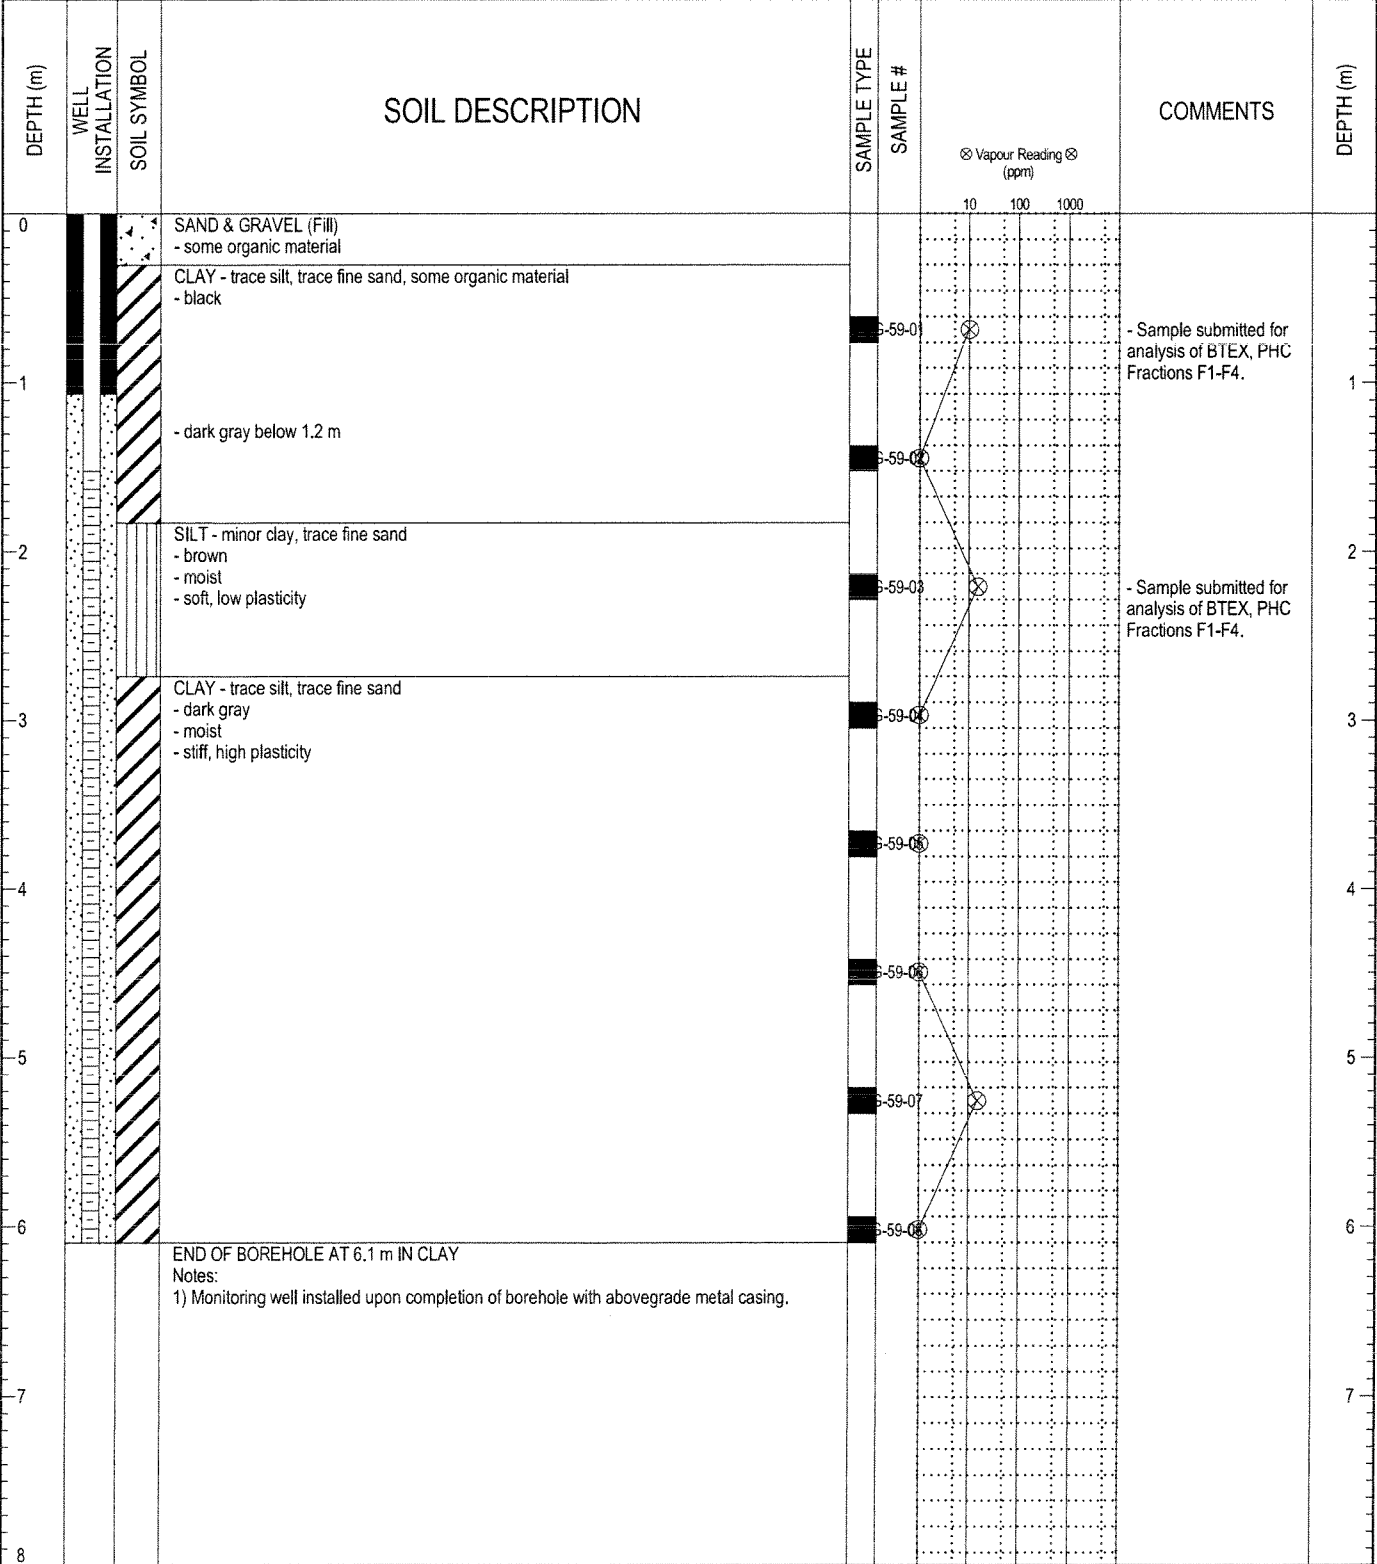 DEPTH (m)
WELL
INSTALLATION
SOIL SYMBOL
SOIL DESCRIPTION
SAMPLE TYPE
SAMPLE #
⊗ Vapour Reading ⊗
(ppm)
10 100 1000
COMMENTS
DEPTH (m)
0
SAND & GRAVEL (Fill)
- some organic material
CLAY - trace silt, trace fine sand, some organic material
- black
G-59-01
- Sample submitted for
analysis of BTEX, PHC
Fractions F1-F4.
1
1
- dark gray below 1.2 m
G-59-02
SILT - minor clay, trace fine sand
- brown
- moist
- soft, low plasticity
2
2
G-59-03
- Sample submitted for
analysis of BTEX, PHC
Fractions F1-F4.
CLAY - trace silt, trace fine sand
- dark gray
- moist
- stiff, high plasticity
G-59-04
3
3
G-59-05
4
4
G-59-06
5
5
G-59-07
6
6
G-59-08
END OF BOREHOLE AT 6.1 m IN CLAY
Notes:
1) Monitoring well installed upon completion of borehole with abovegrade metal casing.
7
7
8